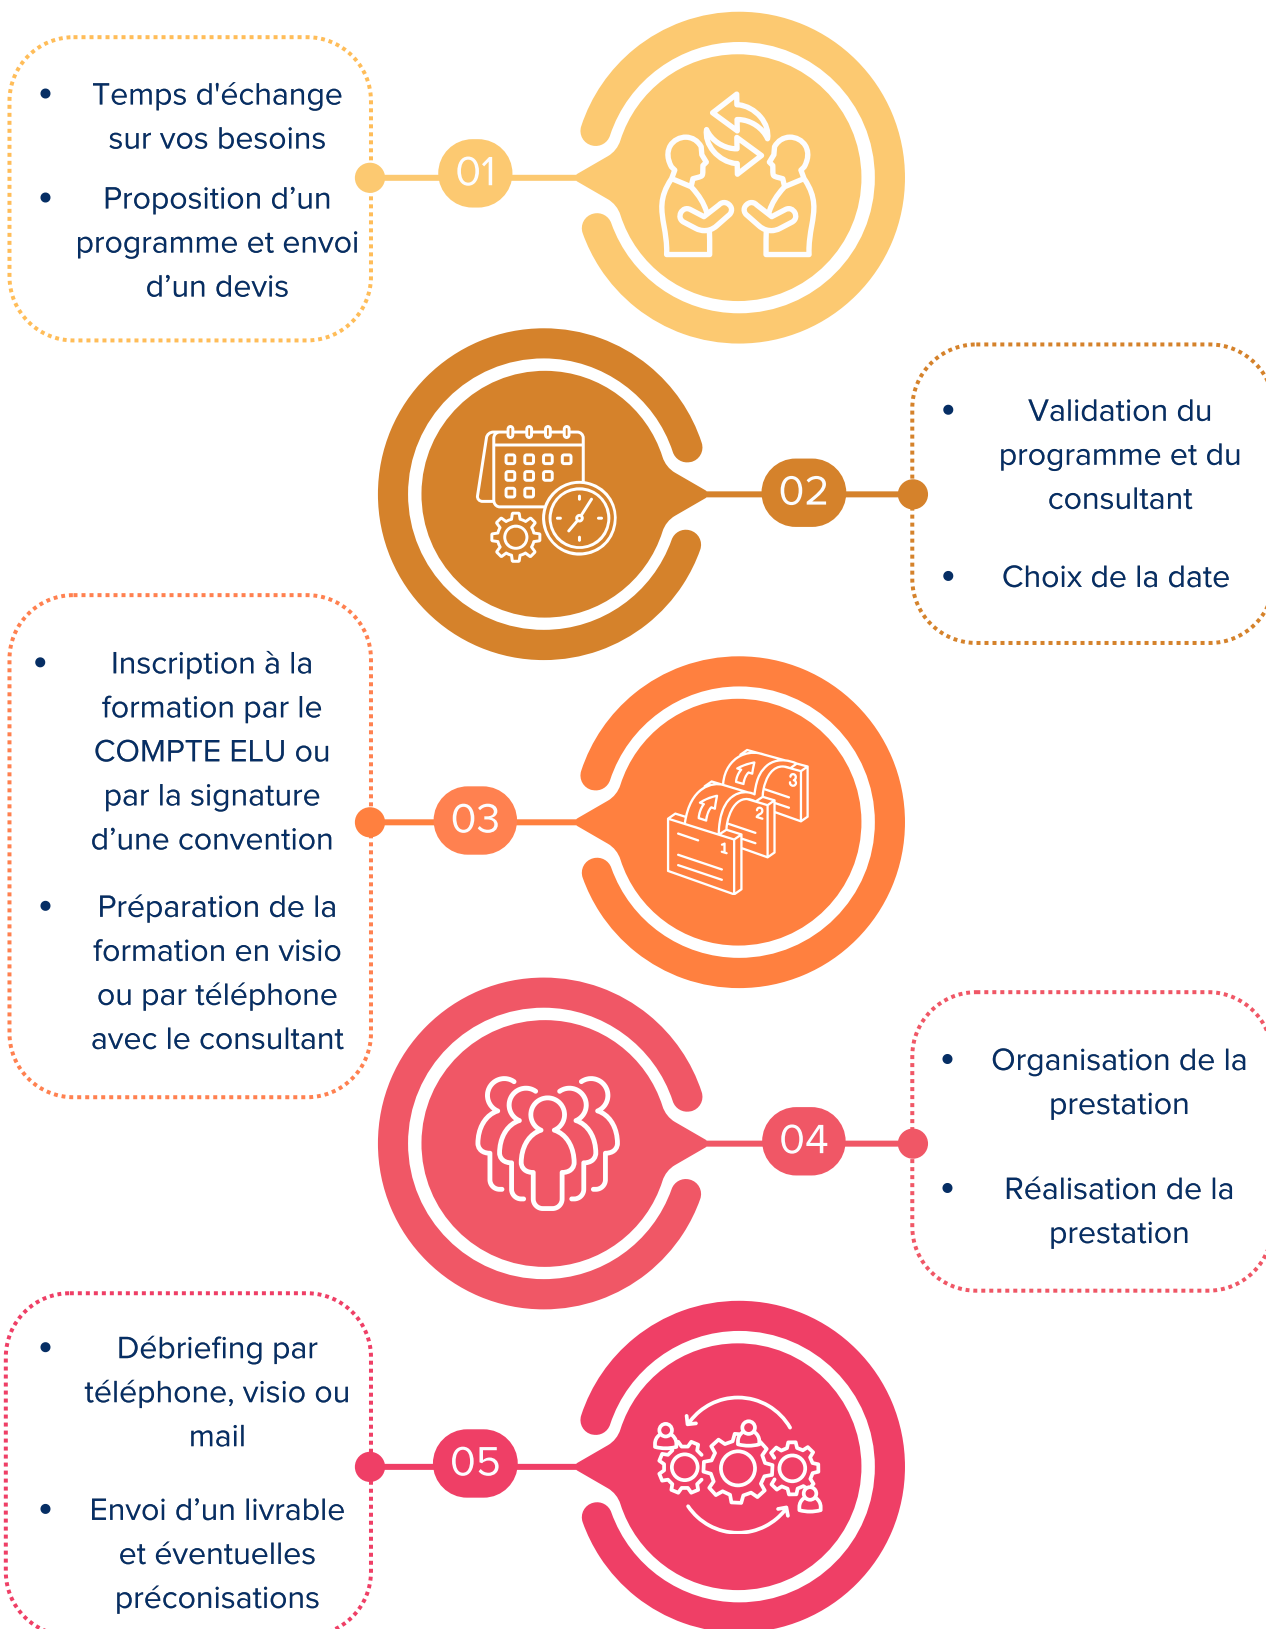 • Temps d'échange
sur vos besoins
• Proposition d’un
programme et envoi
d’un devis
01
02
• Validation du
programme et du
consultant
• Choix de la date
• Inscription à la
formation par le
COMPTE ELU ou
par la signature
d’une convention
• Préparation de la
formation en visio
ou par téléphone
avec le consultant
03
1
2
3
04
• Organisation de la
prestation
• Réalisation de la
prestation
• Débriefing par
téléphone, visio ou
mail
• Envoi d’un livrable
et éventuelles
préconisations
05